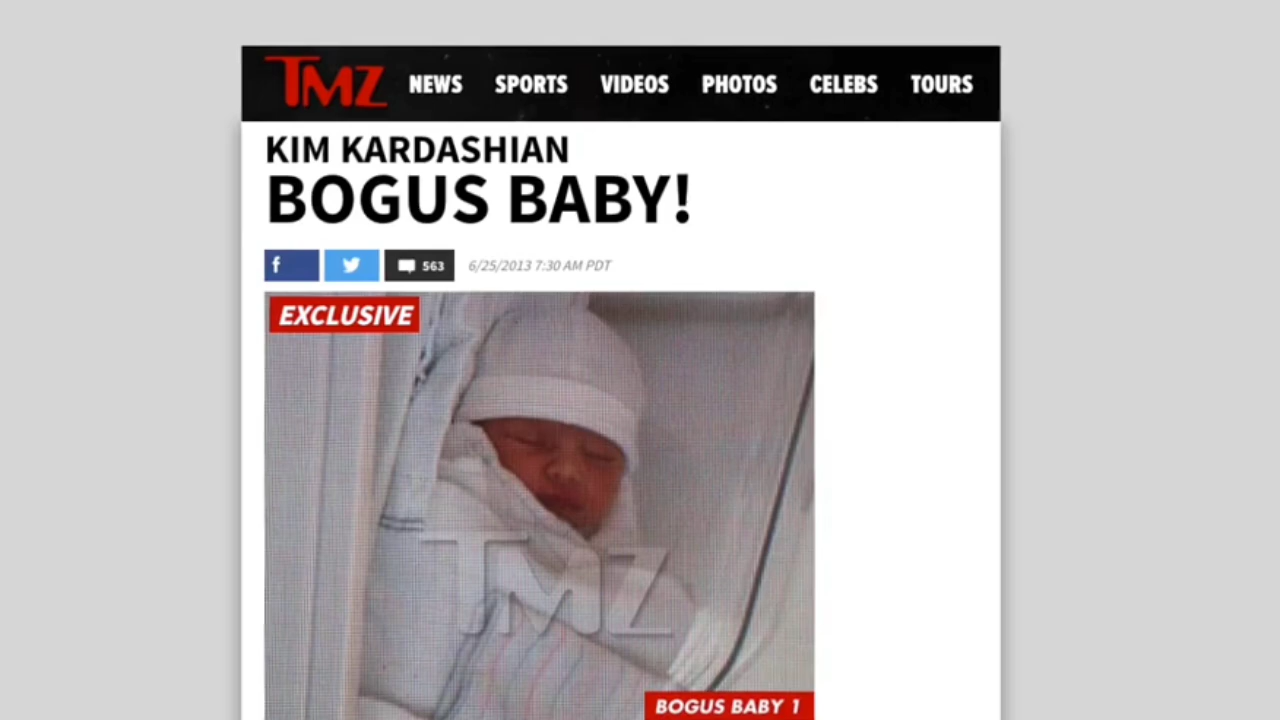 TMZ NEWS SPORTS VIDEOS PHOTOS CELEBS TOURS
KIM KARDASHIAN
BOGUS BABY!
f 563 6/25/2013 7:30 AM PDT
EXCLUSIVE
TMZ
BOGUS BABY 1